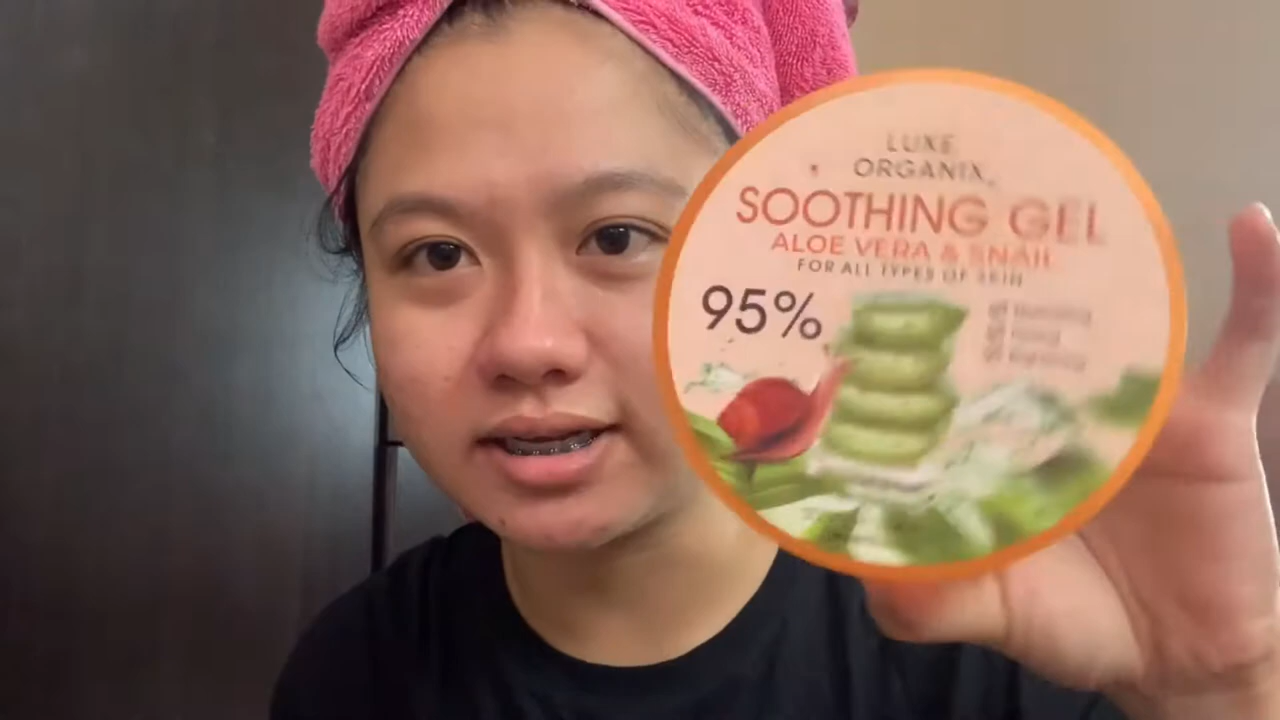 LUXE
ORGANIX
SOOTHING GEL
ALOE VERA & SNAIL
FOR ALL TYPES OF SKIN
95%